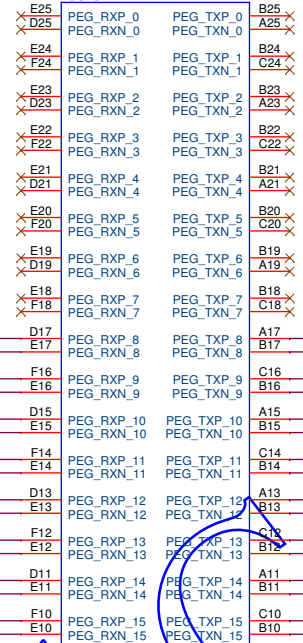 E25 PEG_RXP_0 PEG_TXP_0 B25
D25 PEG_RXN_0 PEG_TXN_0 A25
E24 PEG_RXP_1 PEG_TXP_1 B24
F24 PEG_RXN_1 PEG_TXN_1 C24
E23 PEG_RXP_2 PEG_TXP_2 B23
D23 PEG_RXN_2 PEG_TXN_2 A23
E22 PEG_RXP_3 PEG_TXP_3 B22
F22 PEG_RXN_3 PEG_TXN_3 C22
E21 PEG_RXP_4 PEG_TXP_4 B21
D21 PEG_RXN_4 PEG_TXN_4 A21
E20 PEG_RXP_5 PEG_TXP_5 B20
F20 PEG_RXN_5 PEG_TXN_5 C20
E19 PEG_RXP_6 PEG_TXP_6 B19
D19 PEG_RXN_6 PEG_TXN_6 A19
E18 PEG_RXP_7 PEG_TXP_7 B18
F18 PEG_RXN_7 PEG_TXN_7 C18
D17 PEG_RXP_8 PEG_TXP_8 A17
E17 PEG_RXN_8 PEG_TXN_8 B17
F16 PEG_RXP_9 PEG_TXP_9 C16
E16 PEG_RXN_9 PEG_TXN_9 B16
D15 PEG_RXP_10 PEG_TXP_10 A15
E15 PEG_RXN_10 PEG_TXN_10 B15
F14 PEG_RXP_11 PEG_TXP_11 C14
E14 PEG_RXN_11 PEG_TXN_11 B14
D13 PEG_RXP_12 PEG_TXP_12 A13
E13 PEG_RXN_12 PEG_TXN_12 B13
F12 PEG_RXP_13 PEG_TXP_13 C12
E12 PEG_RXN_13 PEG_TXN_13 B12
D11 PEG_RXP_14 PEG_TXP_14 A11
E11 PEG_RXN_14 PEG_TXN_14 B11
F10 PEG_RXP_15 PEG_TXP_15 C10
E10 PEG_RXN_15 PEG_TXN_15 B10